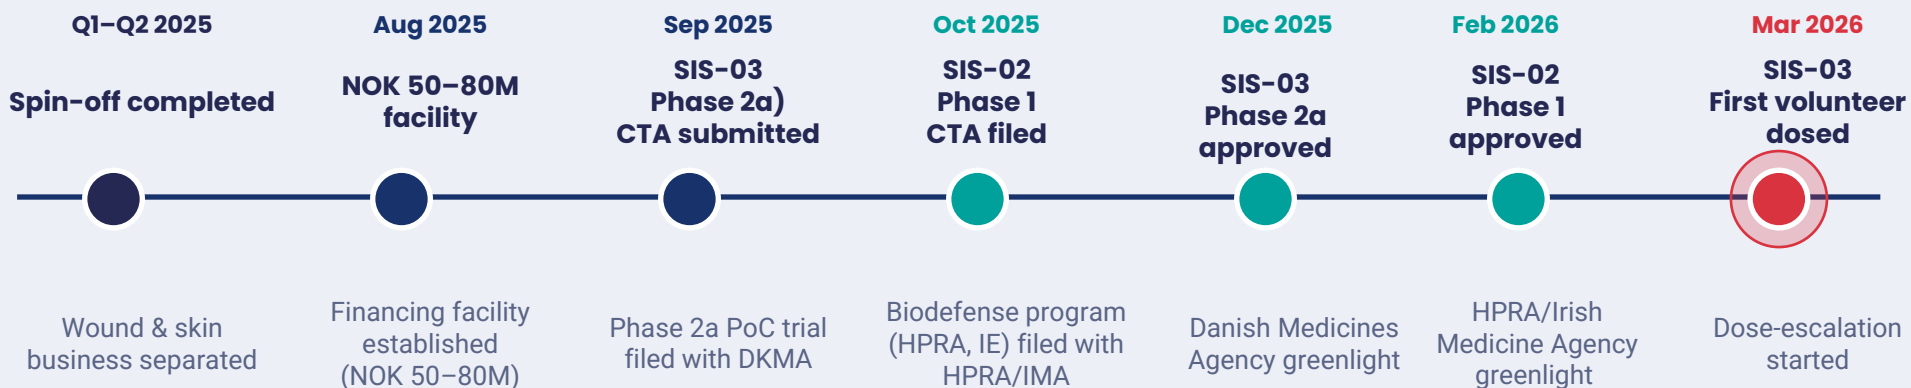 Q1–Q2 2025
Spin-off completed
Wound & skin
business separated
Aug 2025
NOK 50–80M
facility
Financing facility
established
(NOK 50–80M)
Sep 2025
SIS-03
Phase 2a)
CTA submitted
Phase 2a PoC trial
filed with DKMA
Oct 2025
SIS-02
Phase 1
CTA filed
Biodefense program
(HPRA, IE) filed with
HPRA/IMA
Dec 2025
SIS-03
Phase 2a
approved
Danish Medicines
Agency greenlight
Feb 2026
SIS-02
Phase 1
approved
HPRA/Irish
Medicine Agency
greenlight
Mar 2026
SIS-03
First volunteer
dosed
Dose-escalation
started